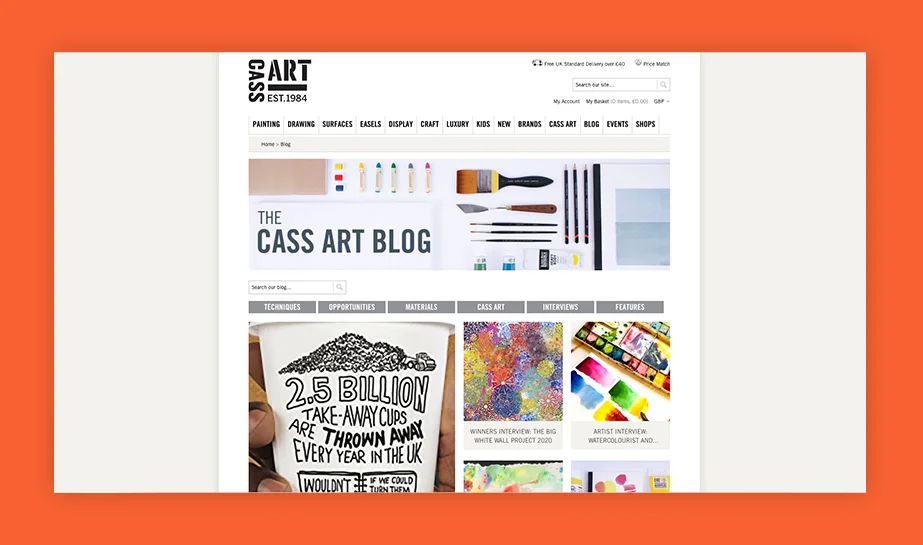 CASS
ART
EST.1984
Free UK Standard Delivery over £40
Price Match
Search our site...
My Account
My Basket (0 items, £0.00)
GBP
PAINTING
DRAWING
SURFACES
EASELS
DISPLAY
CRAFT
LUXURY
KIDS
NEW
BRANDS
CASS ART
BLOG
EVENTS
SHOPS
Home > Blog
THE
CASS ART BLOG
Search our blog...
TECHNIQUES
OPPORTUNITIES
MATERIALS
CASS ART
INTERVIEWS
FEATURES
2.5 BILLION
TAKE-AWAY CUPS
ARE THROWN AWAY
EVERY YEAR IN THE UK
WOULDN'T
IF WE COULD
TURN THEM
WINNERS INTERVIEW: THE BIG
WHITE WALL PROJECT 2020
ARTIST INTERVIEW:
WATERCOLOURIST AND...